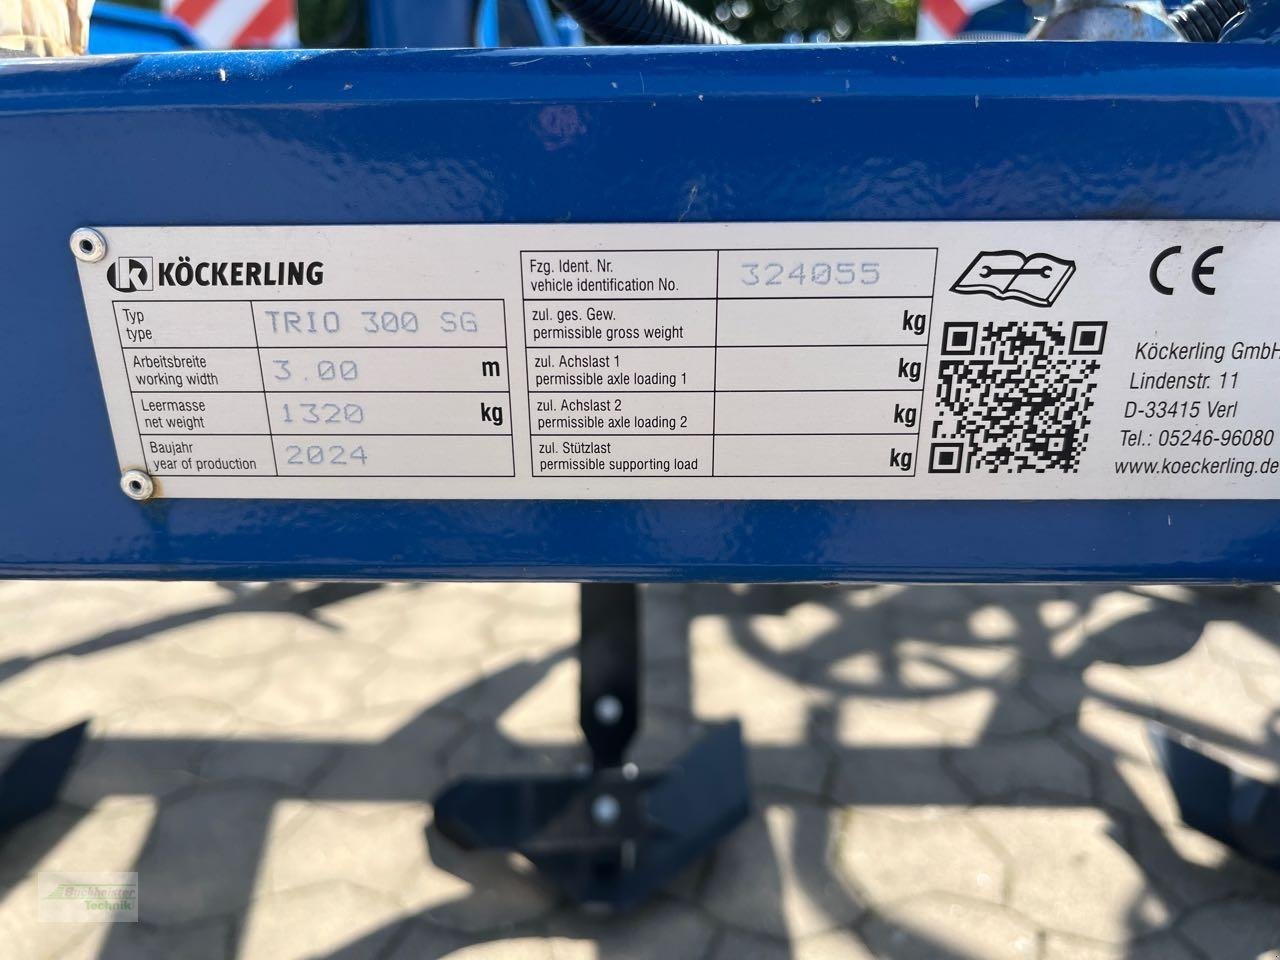 KÖCKERLING
Typ
type
TRIO 300 SG
Arbeitsbreite
working width
3.00 m
Leermasse
net weight
1320 kg
Baujahr
year of production
2024
Fzg. Ident. Nr.
vehicle identification No.
324055
zul. ges. Gew.
permissible gross weight
kg
zul. Achslast 1
permissible axle loading 1
kg
zul. Achslast 2
permissible axle loading 2
kg
zul. Stützlast
permissible supporting load
kg
CE
Köckerling GmbH
Lindenstr. 11
D-33415 Verl
Tel.: 05246-96080
www.koeckerling.de
Buchheister
Technik